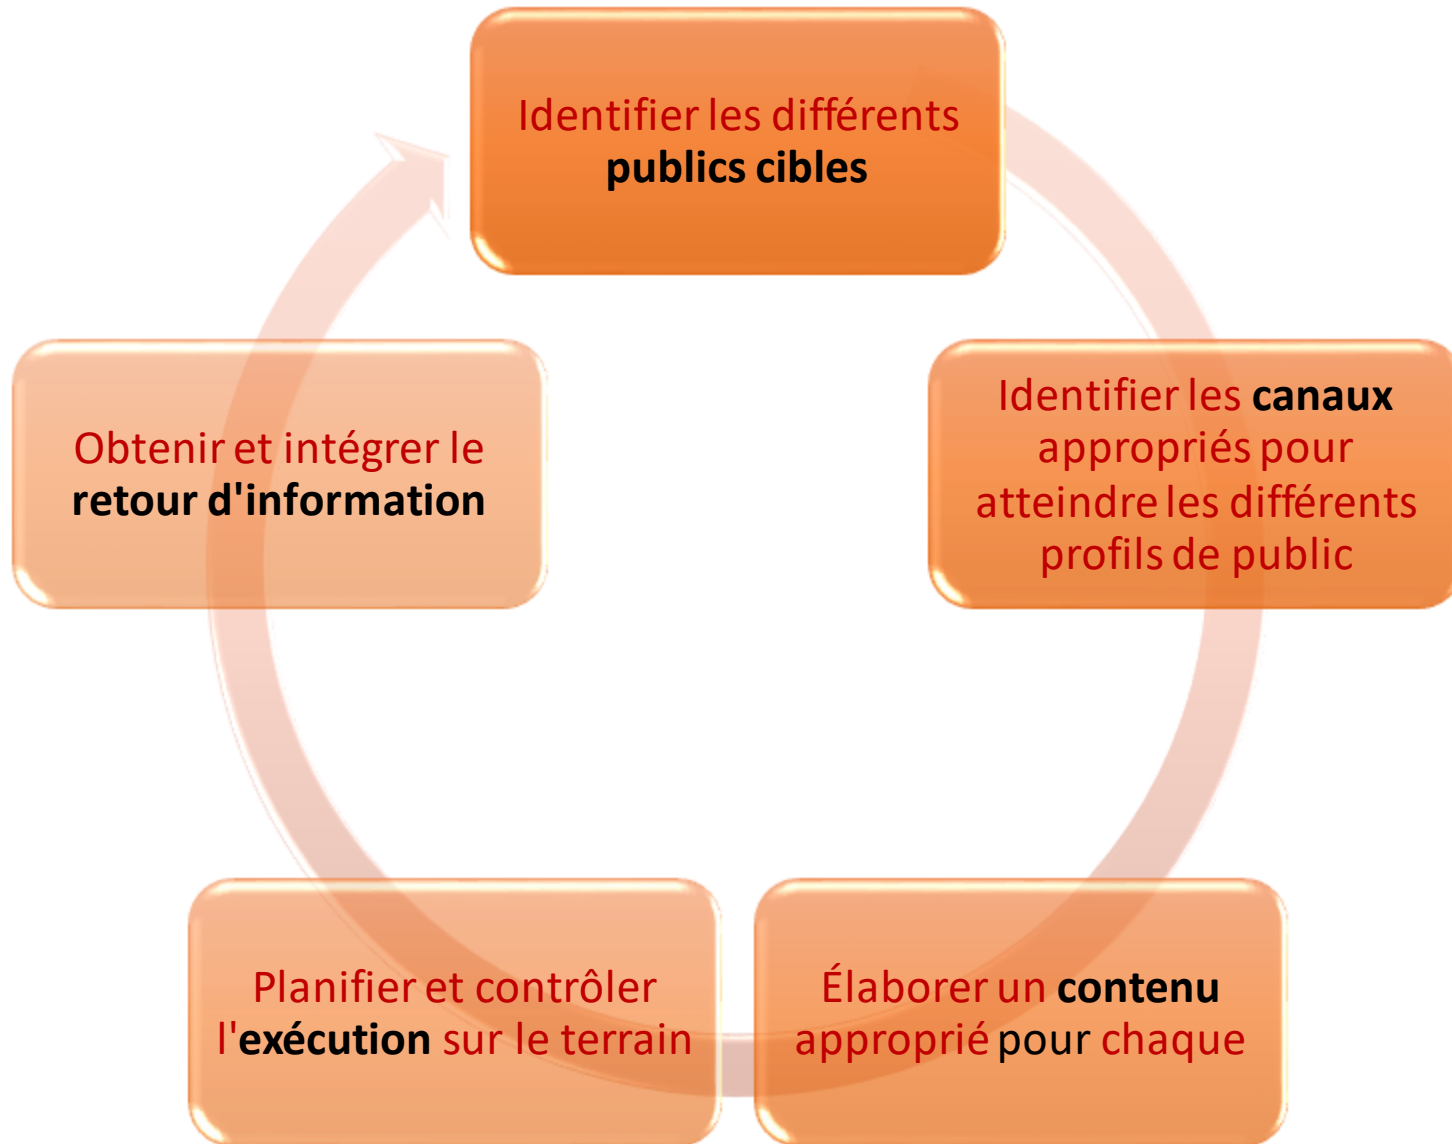 Identifier les différents
publics cibles
Identifier les canaux
appropriés pour
atteindre les différents
profils de public
Élaborer un contenu
approprié pour chaque
Planifier et contrôler
l'exécution sur le terrain
Obtenir et intégrer le
retour d'information